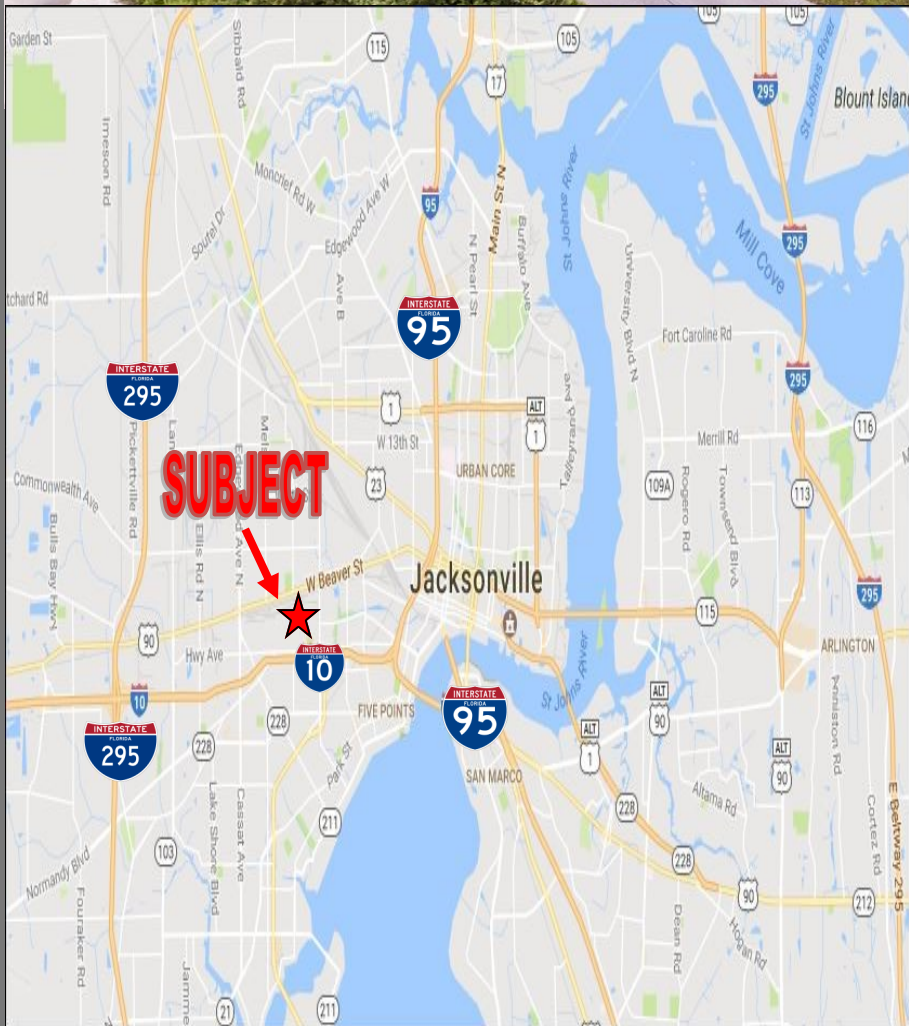 105
105
Garden St
Sibbald Rd
115
105
17
295
St Johns River
Blount Island
Imeson Rd
Moncrief Rd W
Soutel Dr
Edgewood Ave W
95
Main St N
Buffalo Ave
N Pearl St
Ave B
St Johns River
University Blvd N
Mill Cove
295
tchard Rd
INTERSTATE
FLORIDA
95
Fort Caroline Rd
INTERSTATE
FLORIDA
295
295
1
ALT
1
Talleyrand Ave
116
W 13th St
Merrill Rd
Pickettville Rd
SUBJECT
URBAN CORE
23
109A
Rogero Rd
Townsend Blvd
113
Commonwealth Ave
Bulls Bay Hwy
Ellis Rd N
Ave N
W Beaver St
Jacksonville
295
115
90
Hwy Ave
INTERSTATE
FLORIDA
10
ARLINGTON
10
St Johns River
ALT
90
Anniston Rd
INTERSTATE
FLORIDA
295
228
228
FIVE POINTS
INTERSTATE
FLORIDA
95
ALT
1
ALT
90
Park St
SAN MARCO
Lake Shore Blvd
Cassat Ave
211
228
Altama Rd
E Beltway 295
Cortez Rd
103
228
Normandy Blvd
90
212
Fouraker Rd
Dean Rd
Hogan Rd
Jamme
21
211